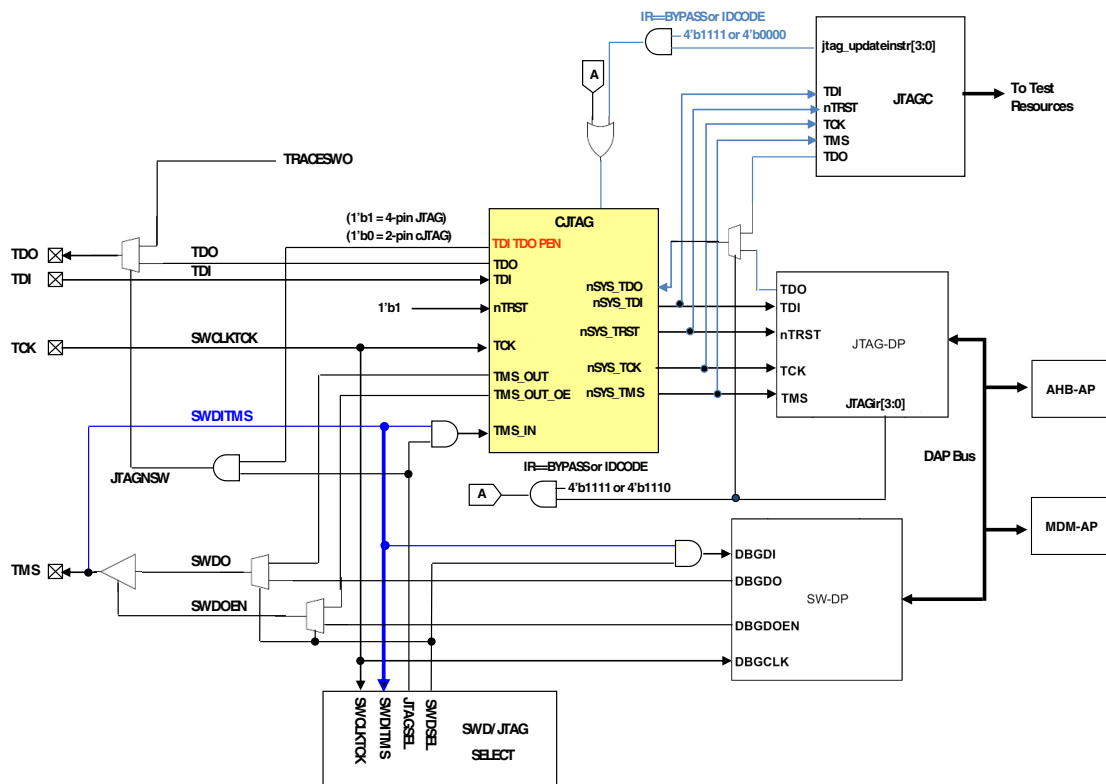 IR==BYPASS or IDCODE
4'b1111 or 4'b0000
jtag_updateinstr[3:0]
A
JTAGC
To Test
Resources
TDI
nTRST
TCK
TMS
TDO
TRACESWO
(1'b1 = 4-pin JTAG)
(1'b0 = 2-pin cJTAG)
CJTAG
TDI TDO PEN
TDO
TDO
TDO
TDI
TDI
TDI
nSYS_TDO
nSYS_TDI
TDO
TDI
1'b1
nTRST
nSYS_TRST
nTRST
JTAG-DP
TCK
SWCLKTCK
TCK
nSYS_TCK
TCK
TMS_OUT
TMS_OUT_OE
nSYS_TMS
TMS
JTAGir[3:0]
AHB-AP
SWDITMS
TMS_IN
DAP Bus
JTAGNSW
IR==BYPASS or IDCODE
4'b1111 or 4'b1110
A
MDM-AP
TMS
SWDO
DBGDI
DBGDO
SW-DP
SWDOEN
DBGDOEN
DBGCLK
SWCLKTCK
SWDITMS
JTAGSEL
SWDSEL
SWD/JTAG
SELECT